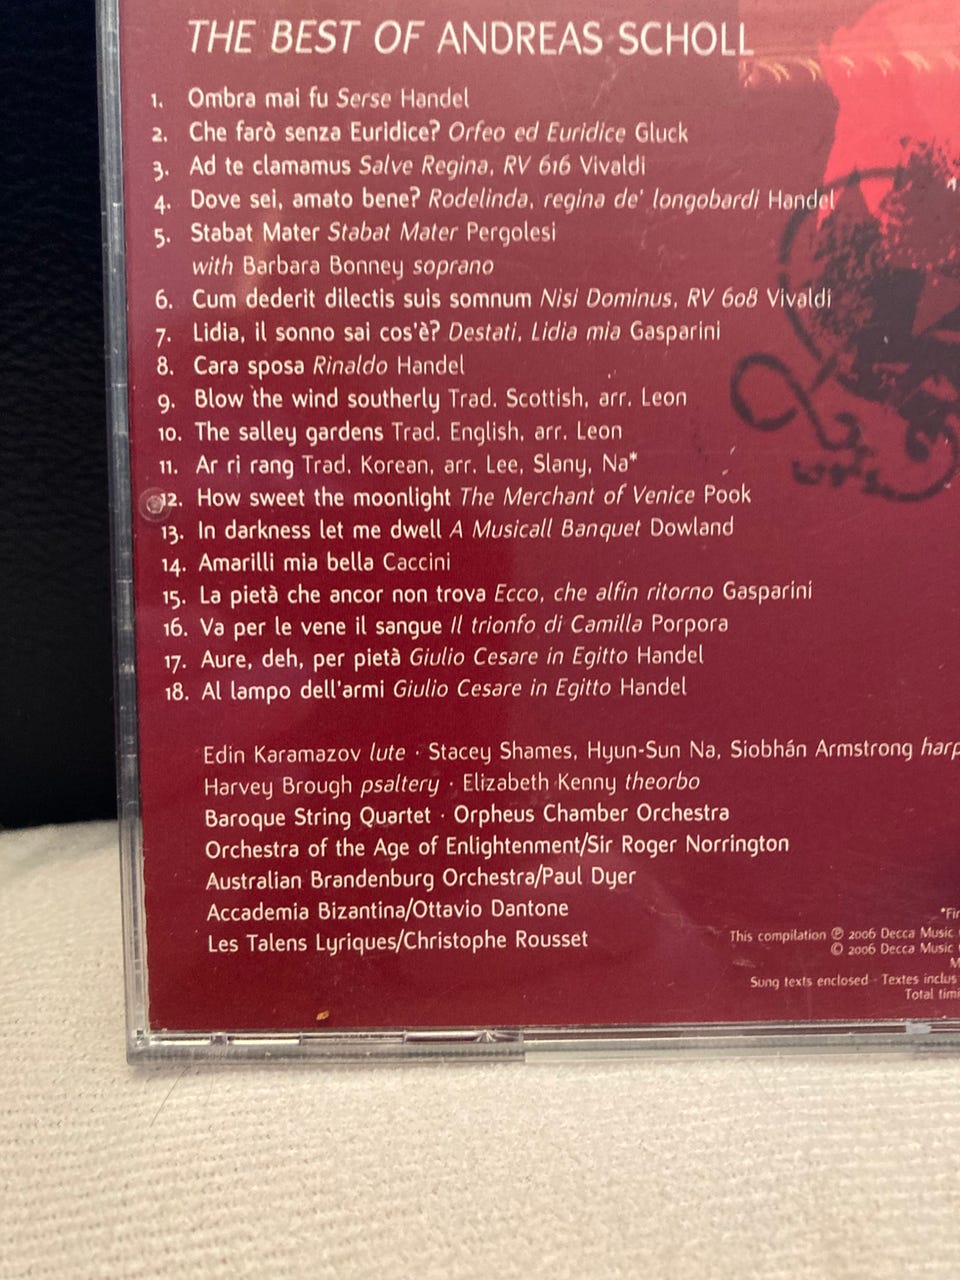 THE BEST OF ANDREAS SCHOLL
1. Ombra mai fu Serse Handel
2. Che farò senza Euridice? Orfeo ed Euridice Gluck
3. Ad te clamamus Salve Regina, RV 616 Vivaldi
4. Dove sei, amato bene? Rodelinda, regina de' longobardi Handel
5. Stabat Mater Stabat Mater Pergolesi
with Barbara Bonney soprano
6. Cum dederit dilectis suis somnum Nisi Dominus, RV 608 Vivaldi
7. Lidia, il sonno sai cos'è? Destati, Lidia mia Gasparini
8. Cara sposa Rinaldo Handel
9. Blow the wind southerly Trad. Scottish, arr. Leon
10. The salley gardens Trad. English, arr. Leon
11. Ar ri rang Trad. Korean, arr. Lee, Slany, Na*
12. How sweet the moonlight The Merchant of Venice Pook
13. In darkness let me dwell A Musicall Banquet Dowland
14. Amarilli mia bella Caccini
15. La pietà che ancor non trova Ecco, che alfin ritorno Gasparini
16. Va per le vene il sangue Il trionfo di Camilla Porpora
17. Aure, deh, per pietà Giulio Cesare in Egitto Handel
18. Al lampo dell'armi Giulio Cesare in Egitto Handel
Edin Karamazov lute · Stacey Shames, Hyun-Sun Na, Siobhán Armstrong harp
Harvey Brough psaltery · Elizabeth Kenny theorbo
Baroque String Quartet · Orpheus Chamber Orchestra
Orchestra of the Age of Enlightenment/Sir Roger Norrington
Australian Brandenburg Orchestra/Paul Dyer
Accademia Bizantina/Ottavio Dantone
Les Talens Lyriques/Christophe Rousset
This compilation ℗ 2006 Decca Music
© 2006 Decca Music
Sung texts enclosed · Textes inclus
Total